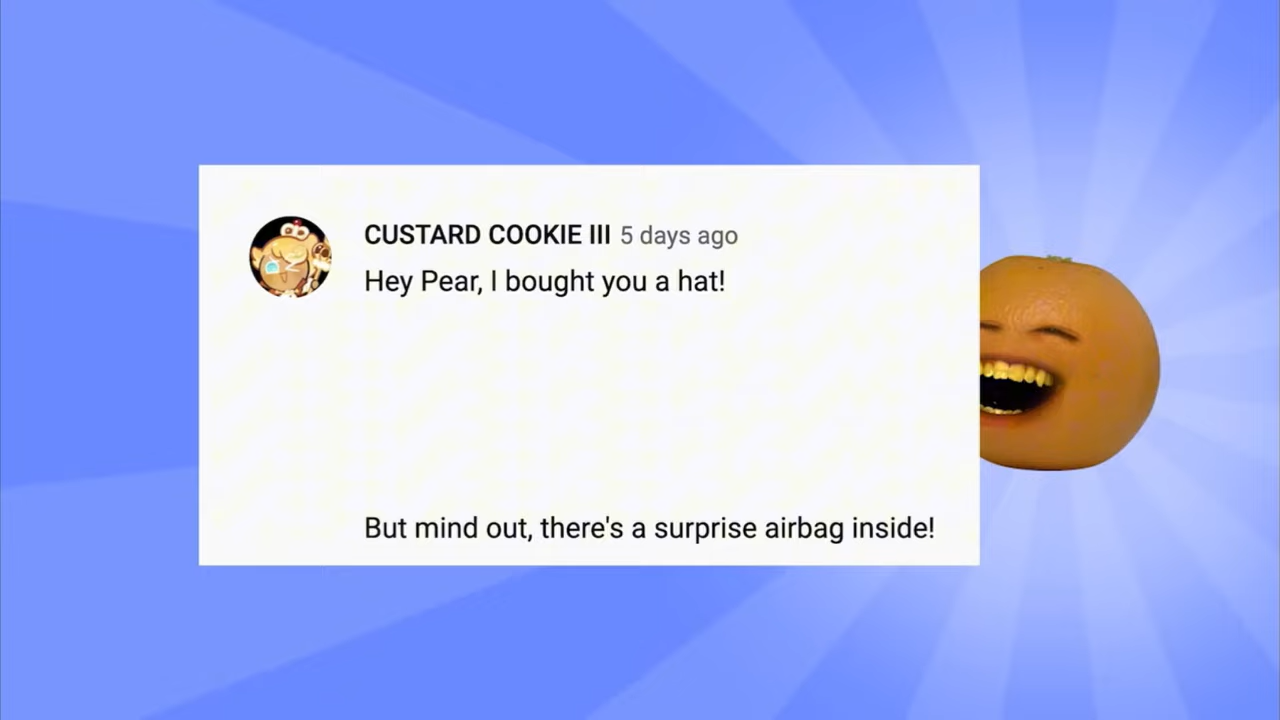 CUSTARD COOKIE III 5 days ago
Hey Pear, I bought you a hat!
But mind out, there's a surprise airbag inside!